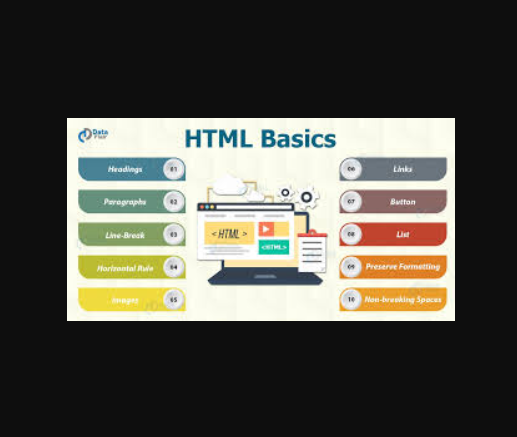 Data
Flair
HTML Basics
Headings 01
Paragraphs 02
Line-Break 03
Horizontal Rule 04
Images 05
< HTML >
<HTML>
06 Links
07 Button
08 List
09 Preserve Formatting
10 Non-breaking Spaces